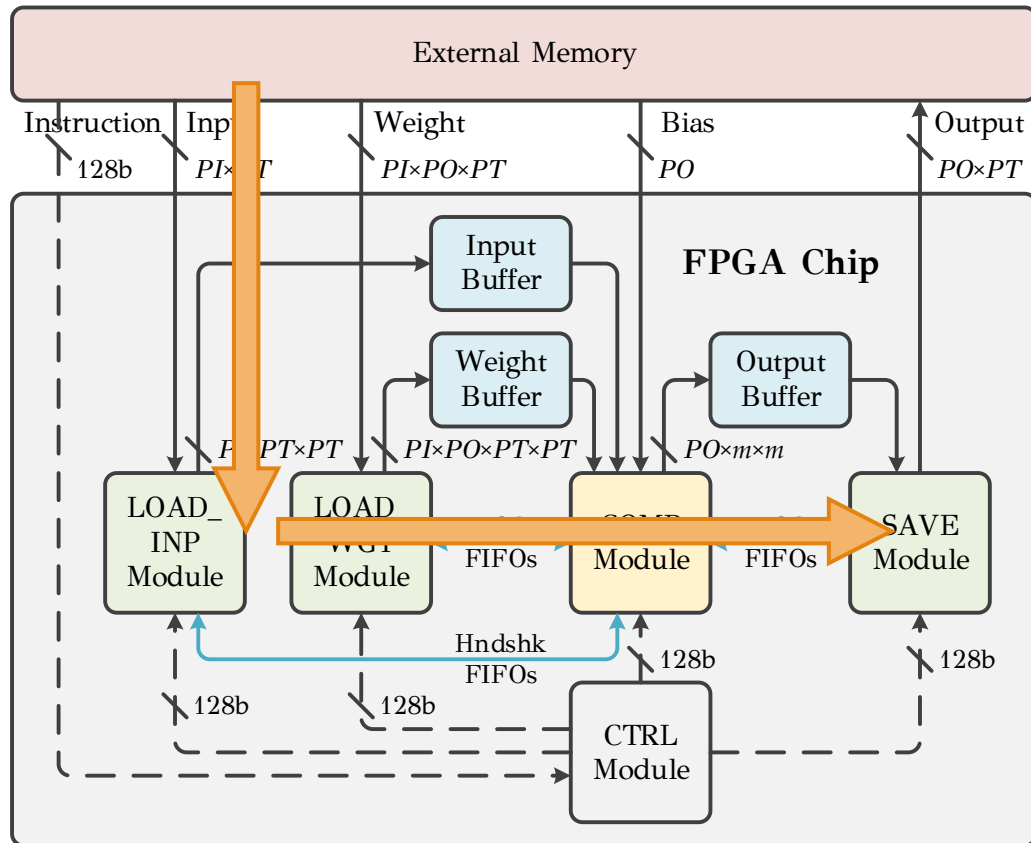 External Memory
Instruction
Input
Weight
Bias
Output
128b
PI×PO×PT
PO
PO×PT
Input
Buffer
FPGA Chip
Weight
Buffer
Output
Buffer
PI×PO×PT×PT
PO×m×m
LOAD_
INP
Module
LOAD
Module
Module
SAVE
Module
FIFOs
FIFOs
Hndshk
FIFOs
128b
128b
128b
128b
CTRL
Module